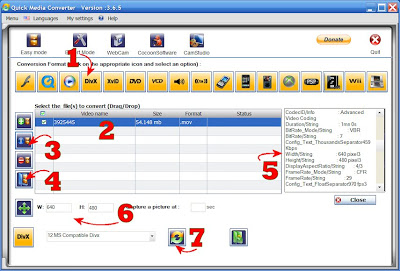 Quick Media Converter Version :3.6.5
Menu Languages My settings ? Help
Donate
Easy mode Mode WebCam CocoonSoftware CamStudio Quit
1
Conversion Format on the appropriate icon and select an option) :
DivX XviD DVD VCD PSP Wii
Select the file(s) to convert (Drag/Drop)
Video name Size Format Status
3925445 54.148 mb .mov
2
3
4
CodecID/Info Advanced
Video Coding
Duration/String 1mn 0s
BitRate_Mode/String VBR
BitRate/String 7
Config_Text_ThousandsSeparator459
Kbps
Width/String 640 pixel3
Height/String 480 pixel3
DisplayAspectRatio 4/3
FrameRate_Mode/String CFR
FrameRate/String 29
Config_Text_FloatSeparator970 fps3
5
Close
W: 640 H: 480 apture a picture at : sec
6
DivX 12 MS Compatible Divx
7